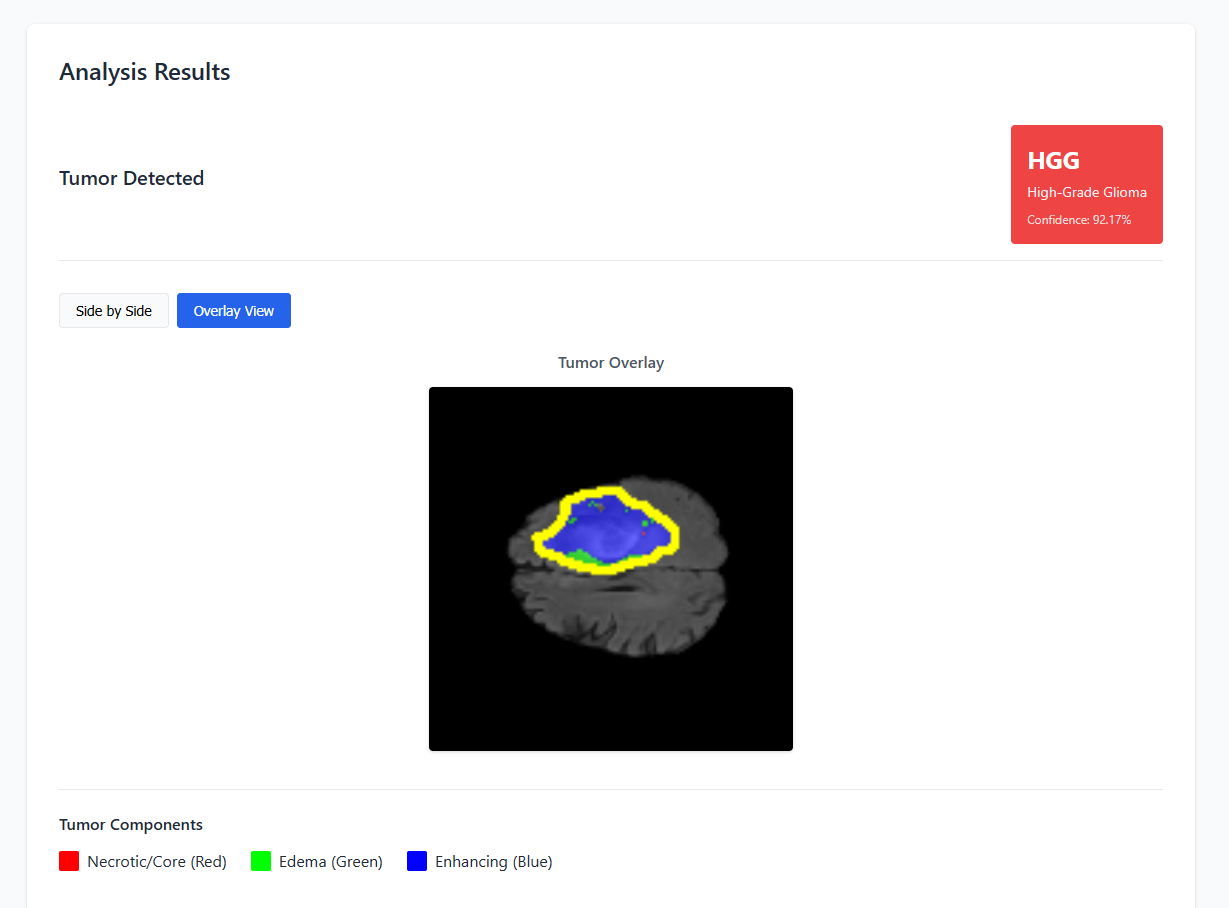 Analysis Results
Tumor Detected
HGG
High-Grade Glioma
Confidence: 92.17%
Side by Side
Overlay View
Tumor Overlay
Tumor Components
Necrotic/Core (Red)
Edema (Green)
Enhancing (Blue)